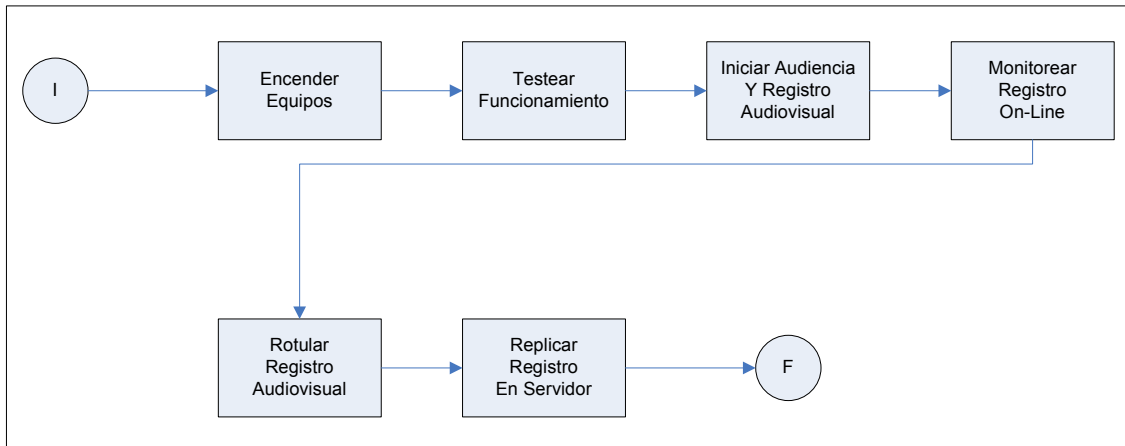 I
Encender
Equipos
Testear
Funcionamiento
Iniciar Audiencia
Y Registro
Audiovisual
Monitorear
Registro
On-Line
Rotular
Registro
Audiovisual
Replicar
Registro
En Servidor
F